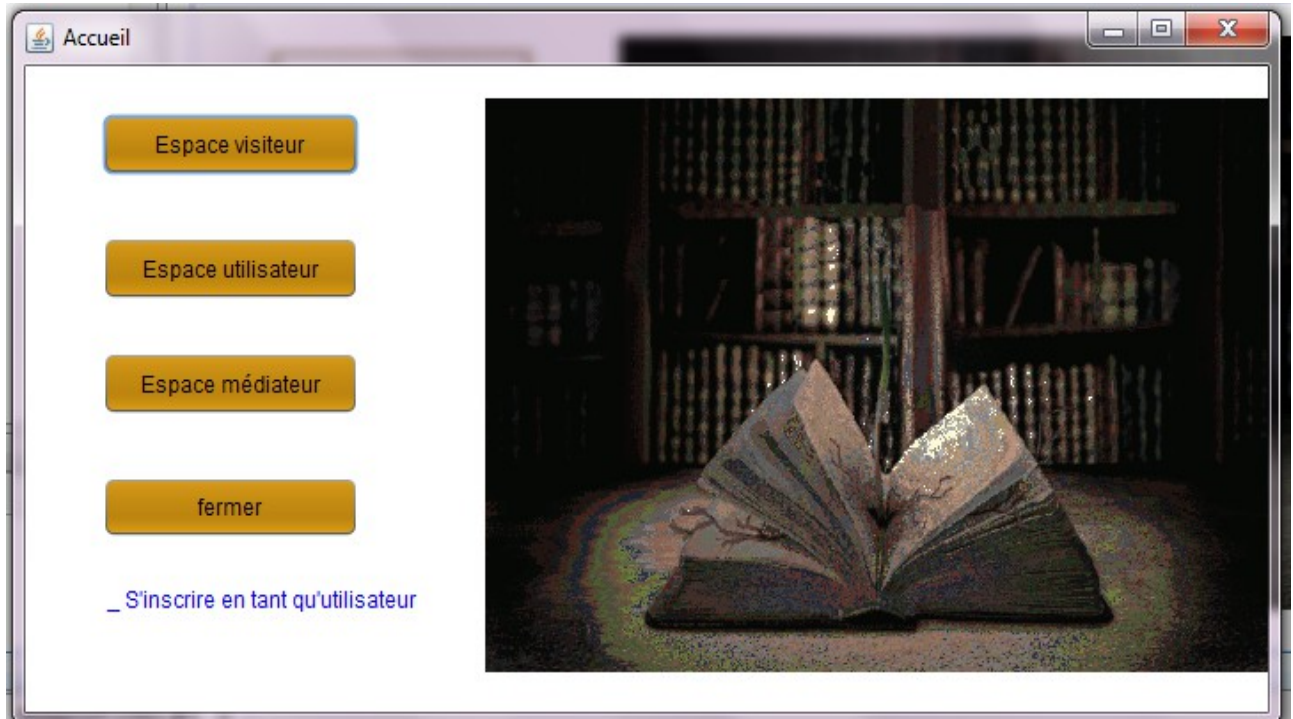 Accueil
Espace visiteur
Espace utilisateur
Espace médiateur
fermer
_ S'inscrire en tant qu'utilisateur